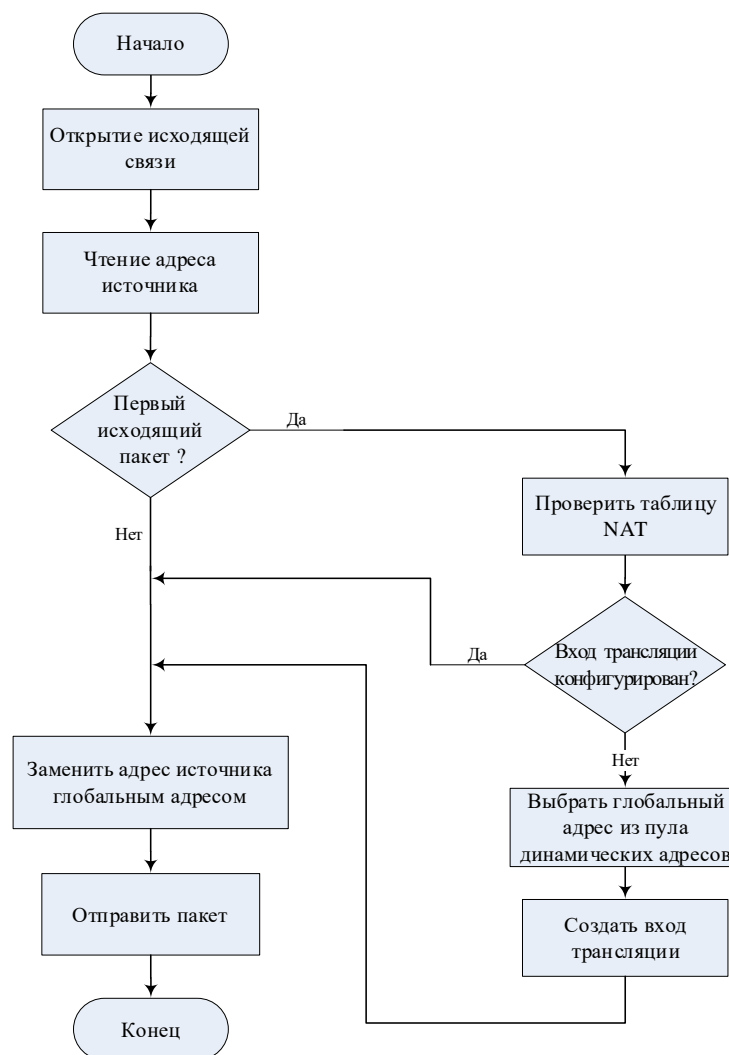 Начало
Открытие исходящей
связи
Чтение адреса
источника
Первый
исходящий
пакет ?
Да
Проверить таблицу
NAT
Нет
Вход трансляции
конфигурирован?
Да
Нет
Заменить адрес источника
глобальным адресом
Выбрать глобальный
адрес из пула
динамических адресов
Отправить пакет
Создать вход
трансляции
Конец